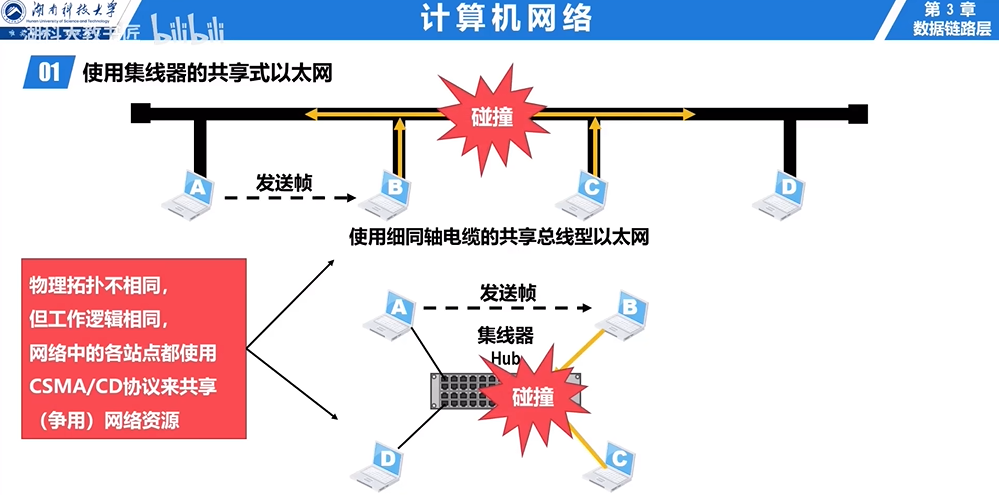 湖南科技大学
Hunan University of Science and Technology
计算机网络
第 3 章
数据链路层
湖科大教书匠
bilibili
01
使用集线器的共享式以太网
碰撞
A
发送帧
B
C
D
使用细同轴电缆的共享总线型以太网
物理拓扑不相同，
但工作逻辑相同，
网络中的各站点都使用
CSMA/CD协议来共享
（争用）网络资源
A
发送帧
B
集线器
Hub
碰撞
D
C